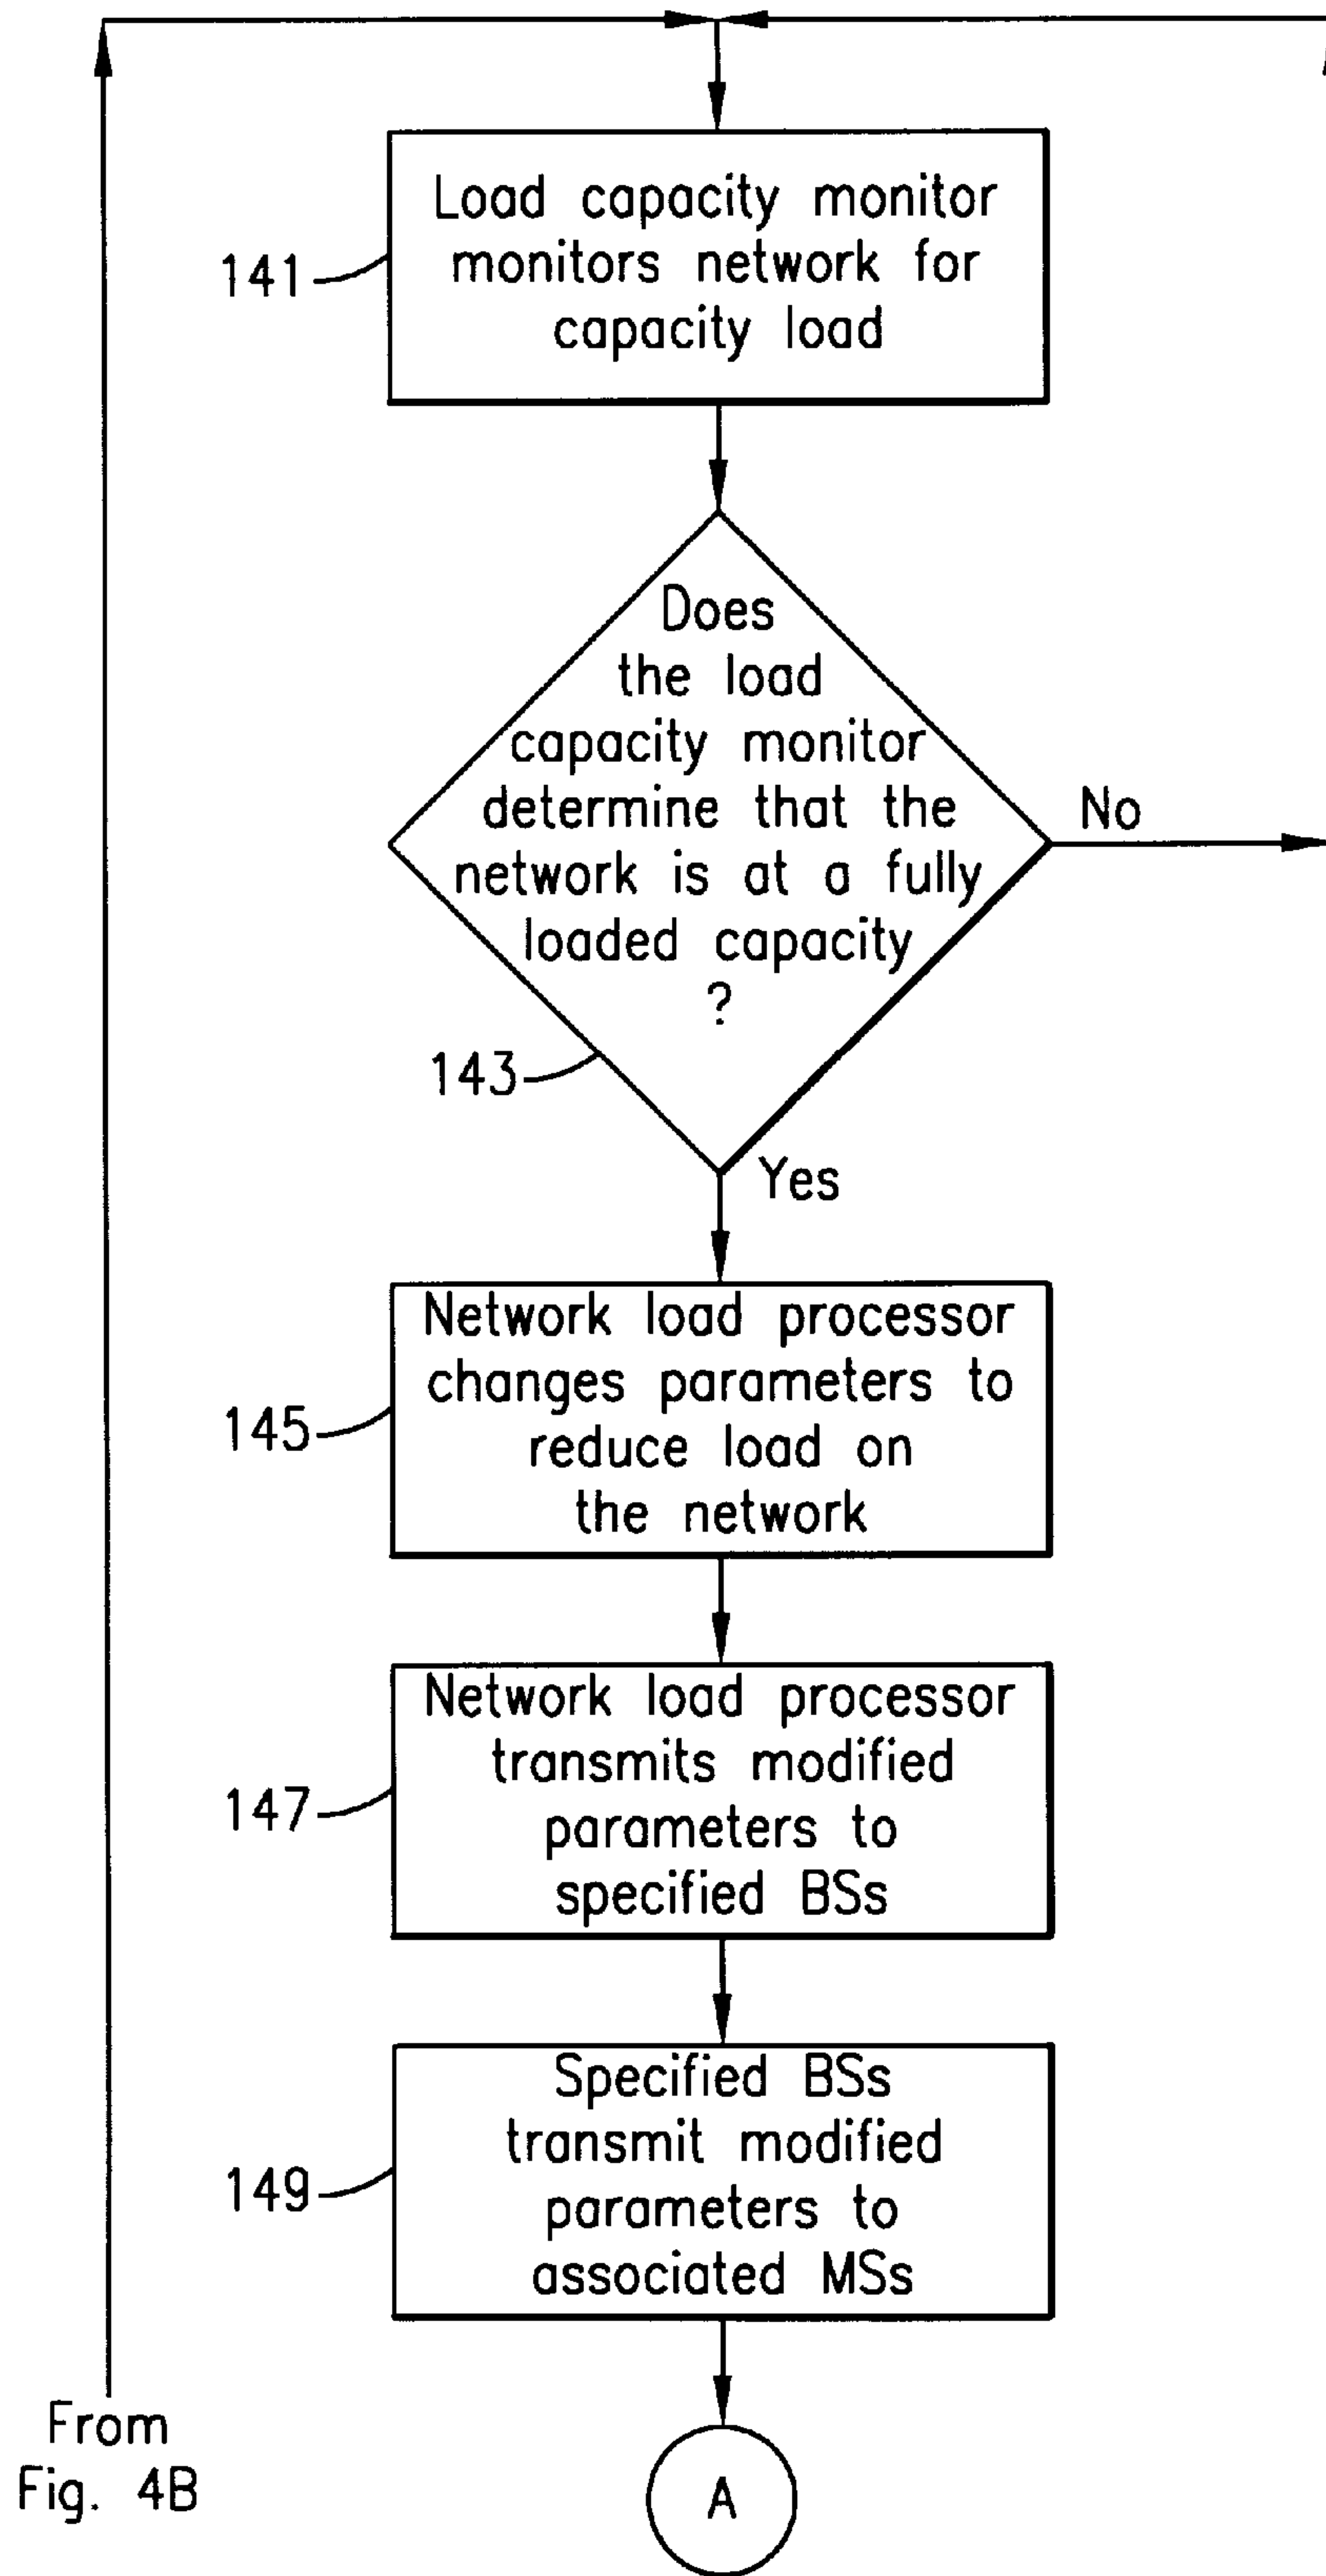 Load capacity monitor
monitors network for
capacity load
141
Does
the load
capacity monitor
determine that the
network is at a fully
loaded capacity
?
No
143
Yes
Network load processor
changes parameters to
reduce load on
the network
145
Network load processor
transmits modified
parameters to
specified BSs
147
Specified BSs
transmit modified
parameters to
associated MSs
149
From
Fig. 4B
A